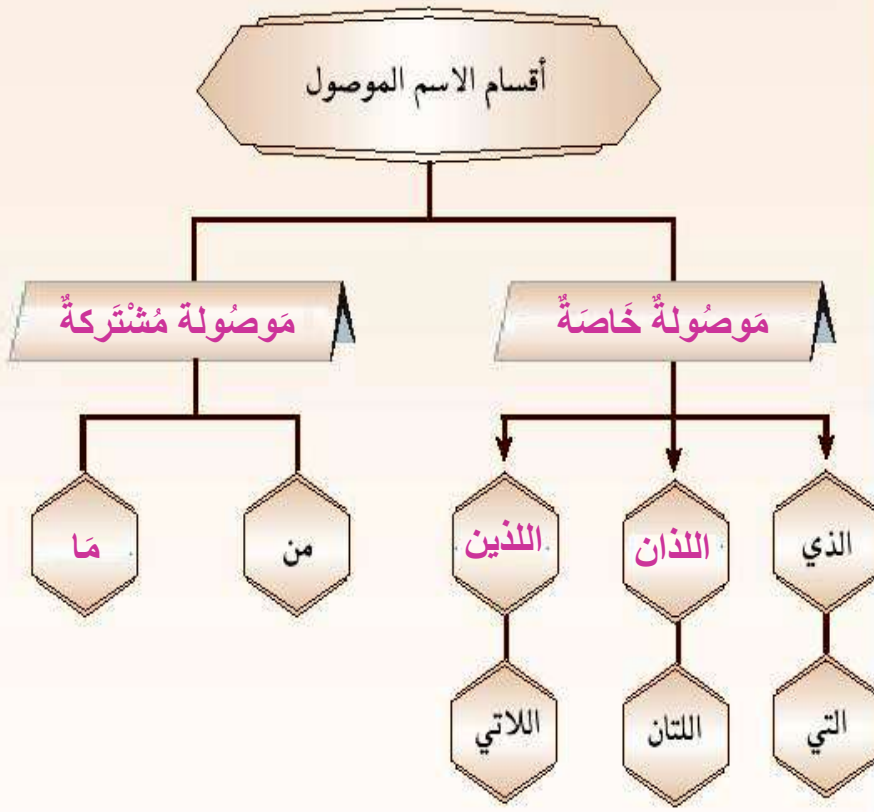 أقسام الاسم الموصول
مَوصُولةٌ خَاصَةٌ
مَوصُولة مُشْتَركةٌ
الذي
اللذان
اللذين
من
مَا
التي
اللتان
اللاتي